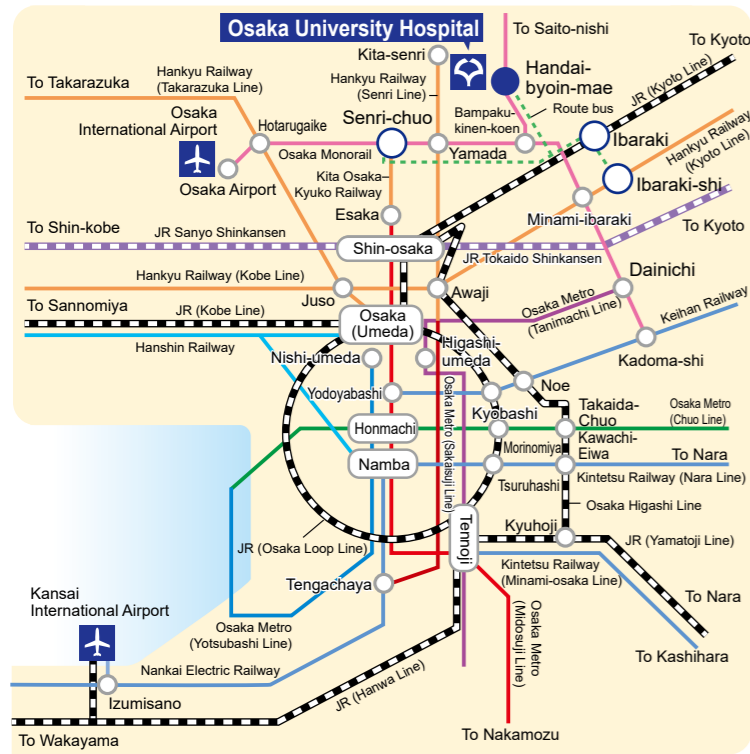 Osaka University Hospital
To Saito-nishi
Kita-senri
To Kyoto
To Takarazuka
Hankyu Railway
(Takarazuka Line)
Hankyu Railway
(Senri Line)
Handai-
byoin-mae
JR (Kyoto Line)
Route bus
Bampaku-
kinen-koen
Osaka
International Airport
Hotarugaike
Senri-chuo
Ibaraki
Hankyu Railway
(Kyoto Line)
Osaka Monorail
Yamada
Osaka Airport
Kita Osaka-
Kyuko Railway
Ibaraki-shi
Esaka
Minami-ibaraki
To Shin-kobe
JR Sanyo Shinkansen
Shin-osaka
To Kyoto
JR Tokaido Shinkansen
Hankyu Railway (Kobe Line)
Dainichi
Juso
Awaji
To Sannomiya
JR (Kobe Line)
Osaka
(Umeda)
Osaka Metro
(Tanimachi Line)
Keihan Railway
Hanshin Railway
Nishi-umeda
Higashi-
umeda
Kadoma-shi
Yodoyabashi
Noe
Kyobashi
Takaida-
Chuo
Osaka Metro
(Chuo Line)
Honmachi
Osaka Metro (Sakaisuji Line)
Morinomiya
Kawachi-
Eiwa
To Nara
Namba
Tsuruhashi
Kintetsu Railway (Nara Line)
Osaka Higashi Line
Tennoji
Kyuhoji
JR (Osaka Loop Line)
JR (Yamatoji Line)
Kintetsu Railway
(Minami-osaka Line)
Tengachaya
To Nara
Kansai
International Airport
Osaka Metro
(Yotsubashi Line)
Osaka Metro
(Midosuji Line)
To Kashihara
Nankai Electric Railway
Izumisano
JR (Hanwa Line)
To Wakayama
To Nakamozu